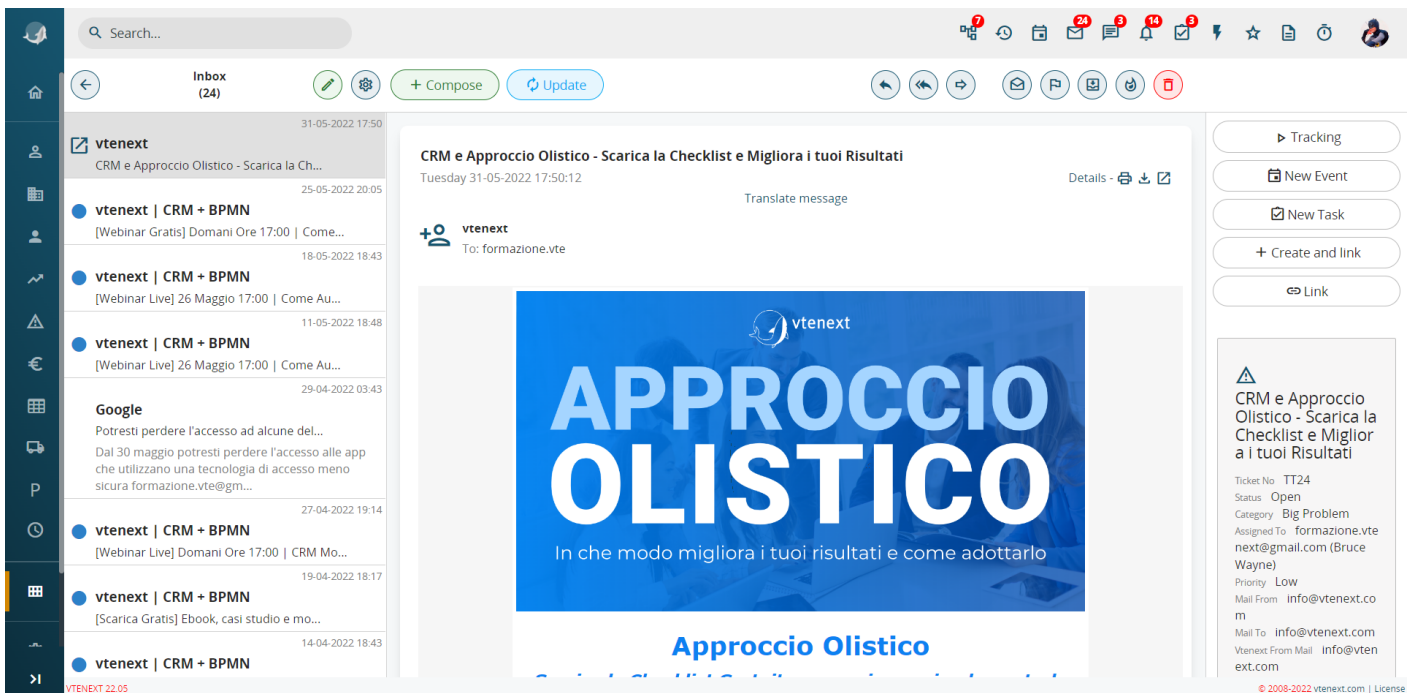 Search...
7
24
3
14
3
Inbox
(24)
+ Compose
Update
31-05-2022 17:50
vtenext
CRM e Approccio Olistico - Scarica la Ch...
25-05-2022 20:05
vtenext | CRM + BPMN
[Webinar Gratis] Domani Ore 17:00 | Come...
18-05-2022 18:43
vtenext | CRM + BPMN
[Webinar Live] 26 Maggio 17:00 | Come Au...
11-05-2022 18:48
vtenext | CRM + BPMN
[Webinar Live] 26 Maggio 17:00 | Come Au...
29-04-2022 03:43
Google
Potresti perdere l'accesso ad alcune del...
Dal 30 maggio potresti perdere l'accesso alle app
che utilizzano una tecnologia di accesso meno
sicura formazione.vte@gm...
27-04-2022 19:14
vtenext | CRM + BPMN
[Webinar Live] Domani Ore 17:00 | CRM Mo...
19-04-2022 18:17
vtenext | CRM + BPMN
[Scarica Gratis] Ebook, casi studio e mo...
14-04-2022 18:43
vtenext | CRM + BPMN
P
CRM e Approccio Olistico - Scarica la Checklist e Migliora i tuoi Risultati
Tuesday 31-05-2022 17:50:12
Details -
Translate message
vtenext
To: formazione.vte
vtenext
APPROCCIO
OLISTICO
In che modo migliora i tuoi risultati e come adottarlo
Approccio Olistico
Tracking
New Event
New Task
+ Create and link
Link
CRM e Approccio
Olistico - Scarica la
Checklist e Miglior
a i tuoi Risultati
Ticket No TT24
Status Open
Category Big Problem
Assigned To formazione.vte
next@gmail.com (Bruce
Wayne)
Priority Low
Mail From info@vtenext.co
m
Mail To info@vtenext.com
Vtenext From Mail info@vten
ext.com
VTENEXT 22.05
© 2008-2022 vtenext.com | License